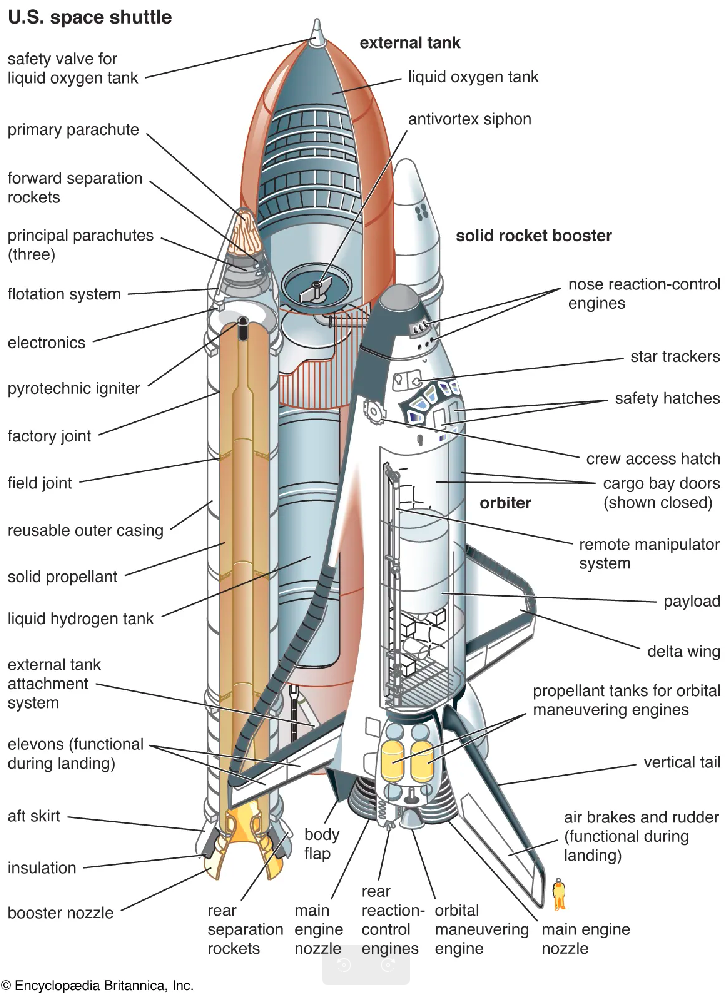 U.S. space shuttle
external tank
safety valve for
liquid oxygen tank
liquid oxygen tank
antivortex siphon
primary parachute
forward separation
rockets
principal parachutes
(three)
flotation system
electronics
pyrotechnic igniter
factory joint
field joint
reusable outer casing
solid propellant
liquid hydrogen tank
external tank
attachment
system
elevons (functional
during landing)
aft skirt
insulation
booster nozzle
solid rocket booster
nose reaction-control
engines
star trackers
safety hatches
crew access hatch
cargo bay doors
(shown closed)
orbiter
remote manipulator
system
payload
delta wing
propellant tanks for orbital
maneuvering engines
vertical tail
air brakes and rudder
(functional during
landing)
body
flap
rear
separation
rockets
main
engine
nozzle
rear
reaction-
control
engines
orbital
maneuvering
engine
main engine
nozzle
© Encyclopædia Britannica, Inc.